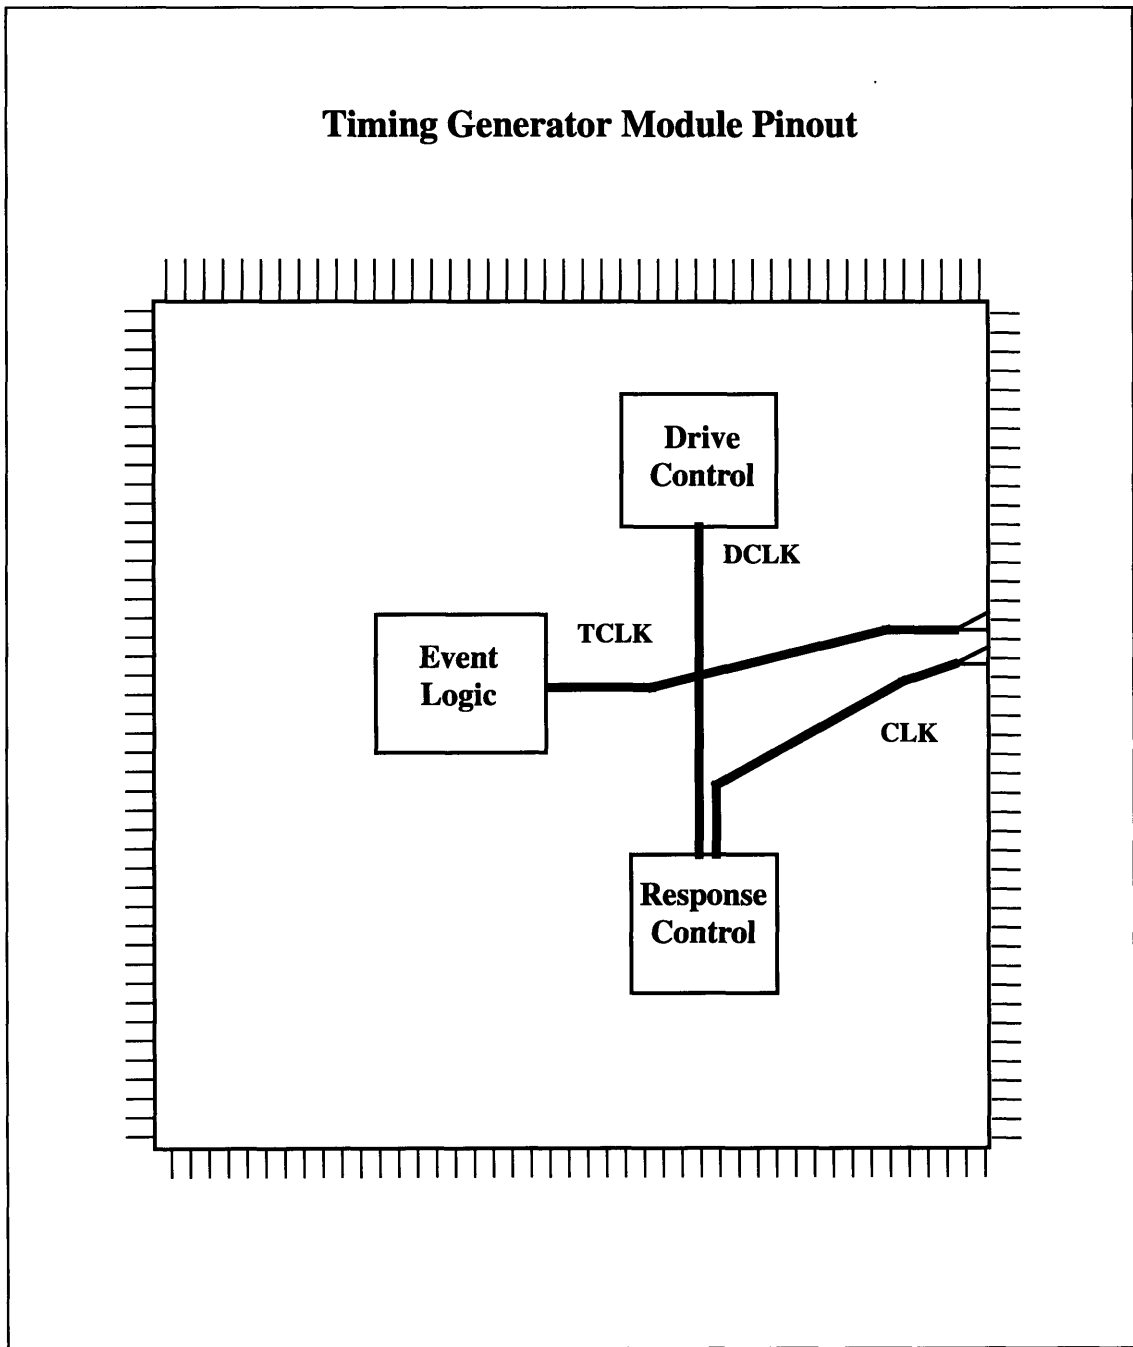 Timing Generator Module Pinout
Drive
Control
DCLK
TCLK
Event
Logic
CLK
Response
Control